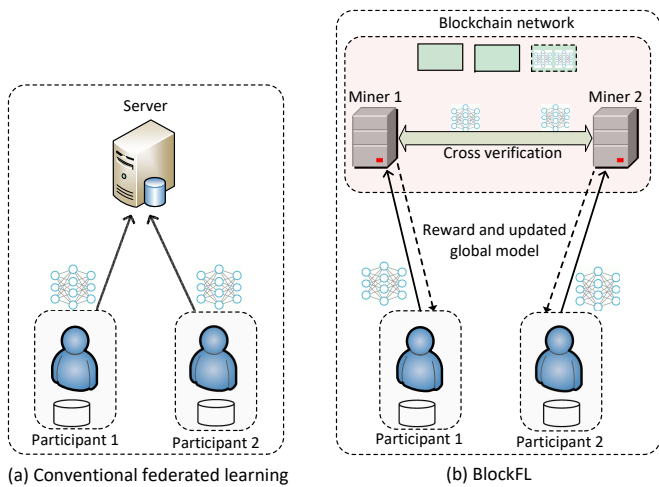 Server
Participant 1
Participant 2
(a) Conventional federated learning
Blockchain network
Miner 1
Miner 2
Cross verification
Reward and updated
global model
Participant 1
Participant 2
(b) BlockFL